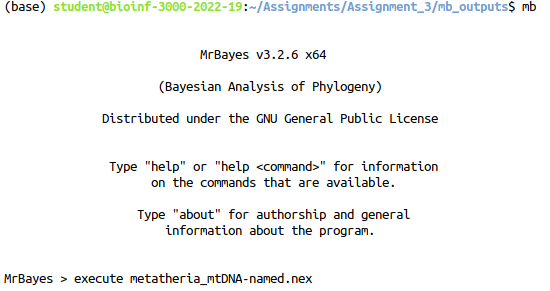 (base) student@bioinf-3000-2022-19:~/Assignments/Assignment_3/mb_outputs$ mb
MrBayes v3.2.6 x64
(Bayesian Analysis of Phylogeny)
Distributed under the GNU General Public License
Type "help" or "help <command>" for information
on the commands that are available.
Type "about" for authorship and general
information about the program.
MrBayes > execute metatheria_mtDNA-named.nex